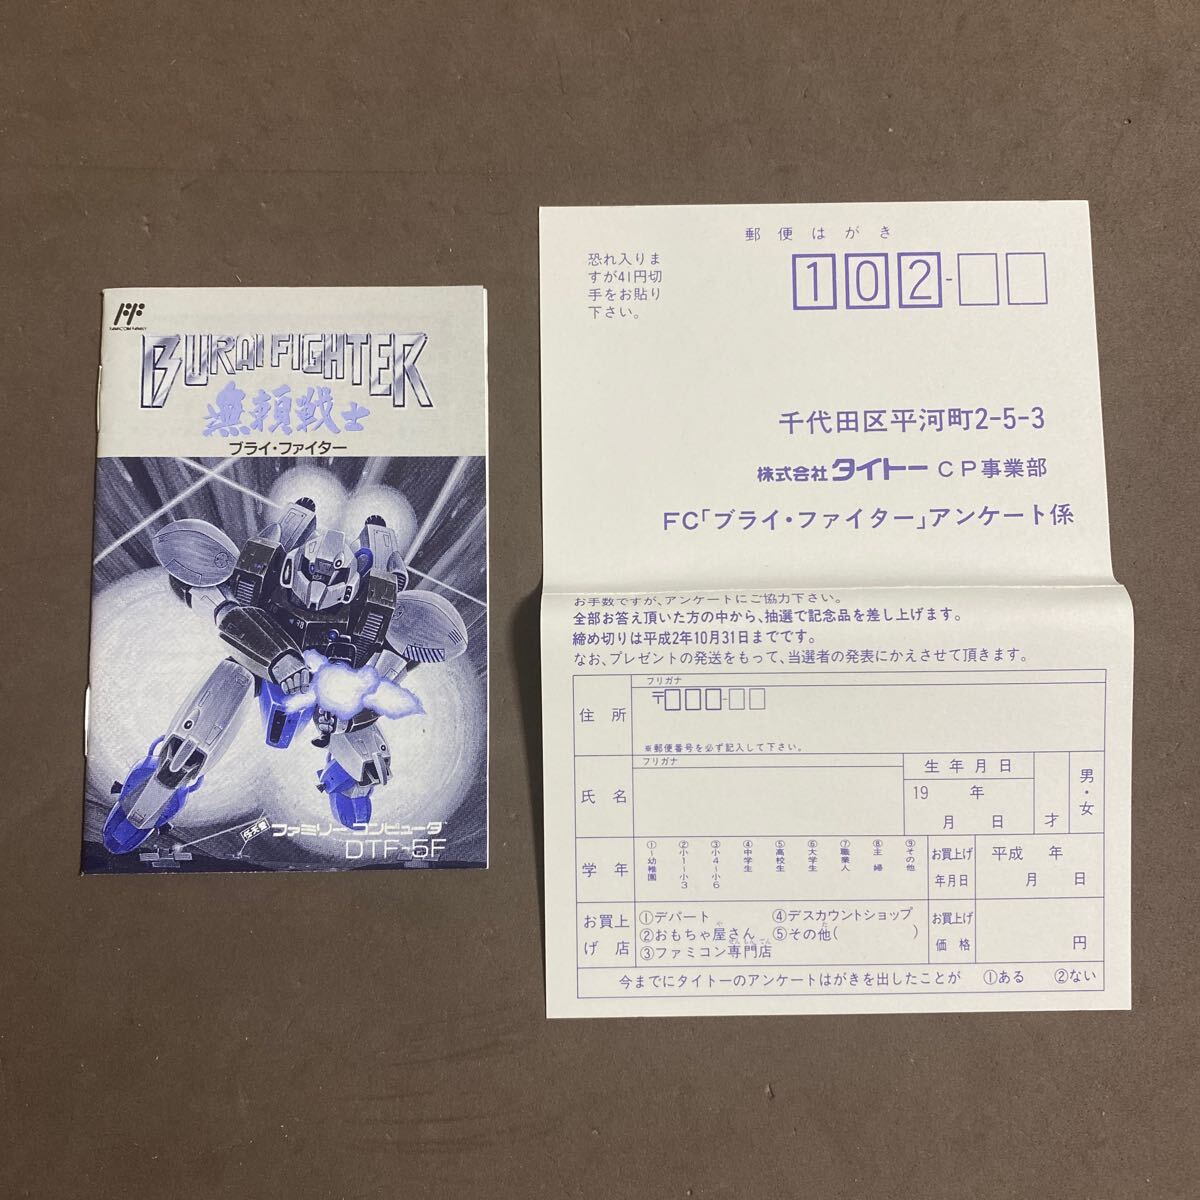 FAMICOM FAMILY
BURAI FIGHTER
無頼戦士
ブライ・ファイター
任天堂
ファミリーコンピュータ
DTF-5F
郵便はがき
恐れ入りま
すが41円切
手をお貼り
下さい。
102-
千代田区平河町2-5-3
株式会社 タイトー CP事業部
FC「ブライ・ファイター」アンケート係
お手数ですが、アンケートにご協力下さい。
全部お答え頂いた方の中から、抽選で記念品を差し上げます。
締め切りは平成2年10月31日までです。
なお、プレゼントの発送をもって、当選者の発表にかえさせて頂きます。
住所
フリガナ
〒
※郵便番号を必ず記入して下さい。
氏名
フリガナ
生年月日
19 年
月 日
才
男・女
学年
①~幼稚園
②小1~小3
③小4~小6
④中学生
⑤高校生
⑥大学生
⑦職業人
⑧主婦
⑨その他
お買上げ
年月日
平成 年
月 日
お買上
げ店
①デパート ④デスカウントショップ
②おもちゃ屋さん ⑤その他( )
③ファミコン専門店
お買上げ
価格
円
今までにタイトーのアンケートはがきを出したことが ①ある ②ない